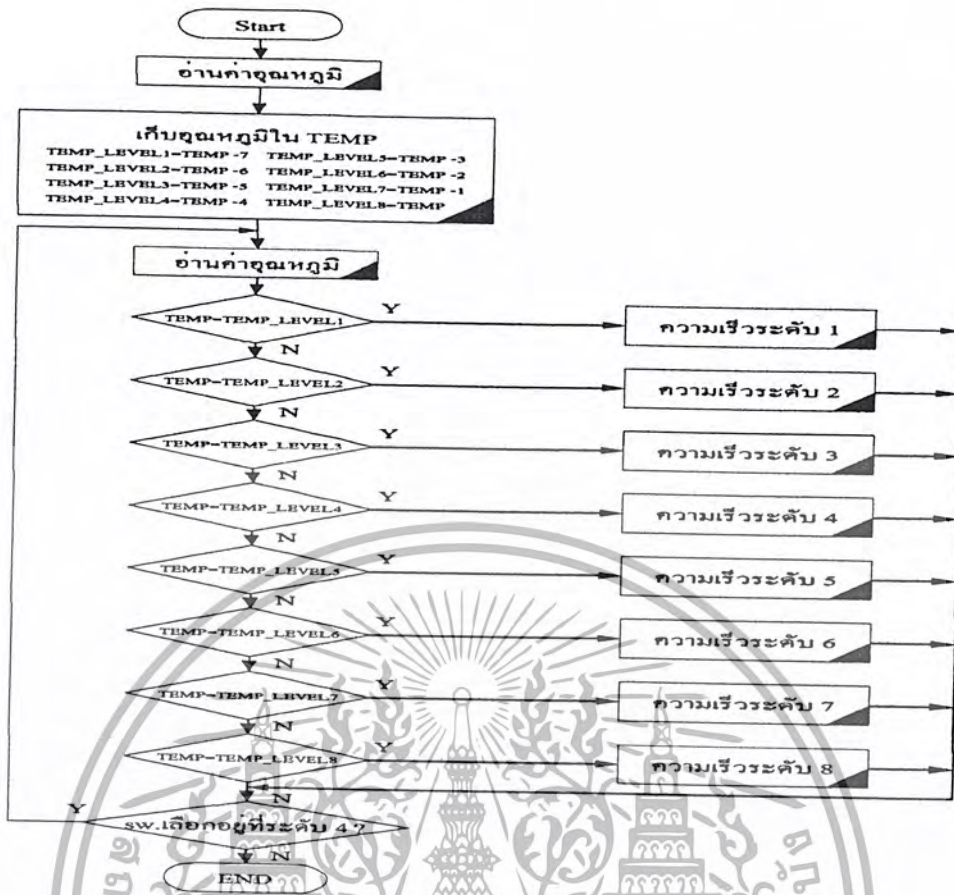 Start
อ่านค่าอุณหภูมิ
เก็บอุณหภูมิใน TEMP
TEMP_LEVEL1=TEMP -7 TEMP_LEVEL5=TEMP -3
TEMP_LEVEL2=TEMP -6 TEMP_LEVEL6=TEMP -2
TEMP_LEVEL3=TEMP -5 TEMP_LEVEL7=TEMP -1
TEMP_LEVEL4=TEMP -4 TEMP_LEVEL8=TEMP
อ่านค่าอุณหภูมิ
TEMP=TEMP_LEVEL1 Y ความเร็วระดับ 1
N
TEMP=TEMP_LEVEL2 Y ความเร็วระดับ 2
N
TEMP=TEMP_LEVEL3 Y ความเร็วระดับ 3
N
TEMP=TEMP_LEVEL4 Y ความเร็วระดับ 4
N
TEMP=TEMP_LEVEL5 Y ความเร็วระดับ 5
N
TEMP=TEMP_LEVEL6 Y ความเร็วระดับ 6
N
TEMP=TEMP_LEVEL7 Y ความเร็วระดับ 7
N
TEMP=TEMP_LEVEL8 Y ความเร็วระดับ 8
N
Y sw.เลือกอยู่ที่ระดับ 4 ?
N
END